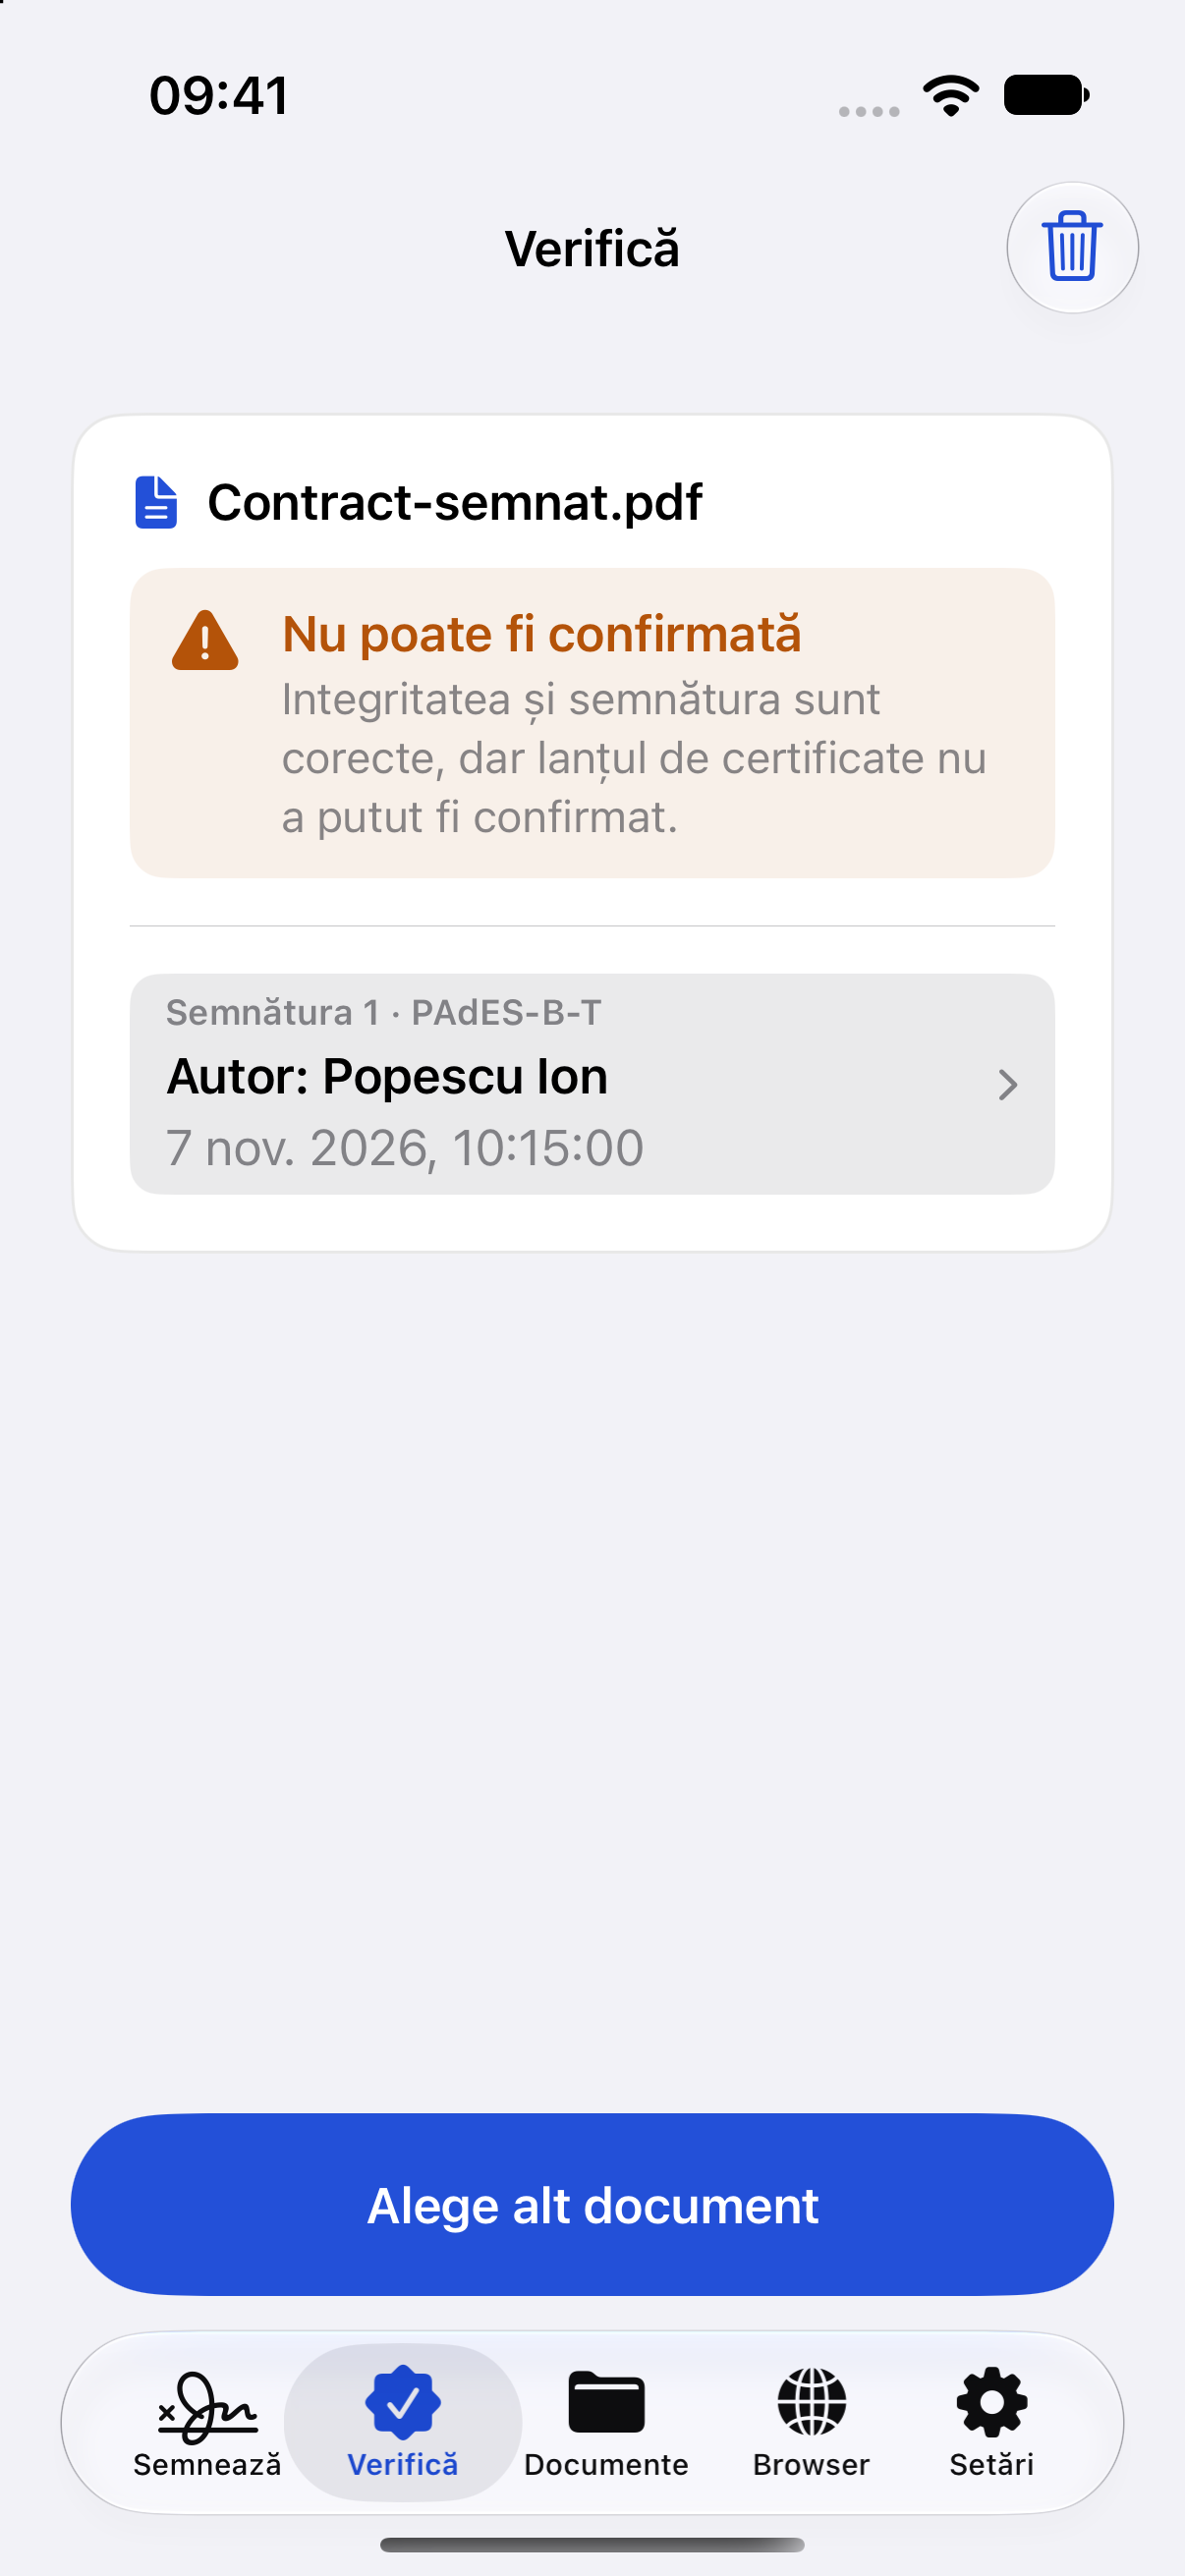 09:41
Verifică
Contract-semnat.pdf
Nu poate fi confirmată
Integritatea și semnătura sunt
corecte, dar lanțul de certificate nu
a putut fi confirmat.
Semnătura 1 · PAdES-B-T
Autor: Popescu Ion
7 nov. 2026, 10:15:00
Alege alt document
Semnează
Verifică
Documente
Browser
Setări